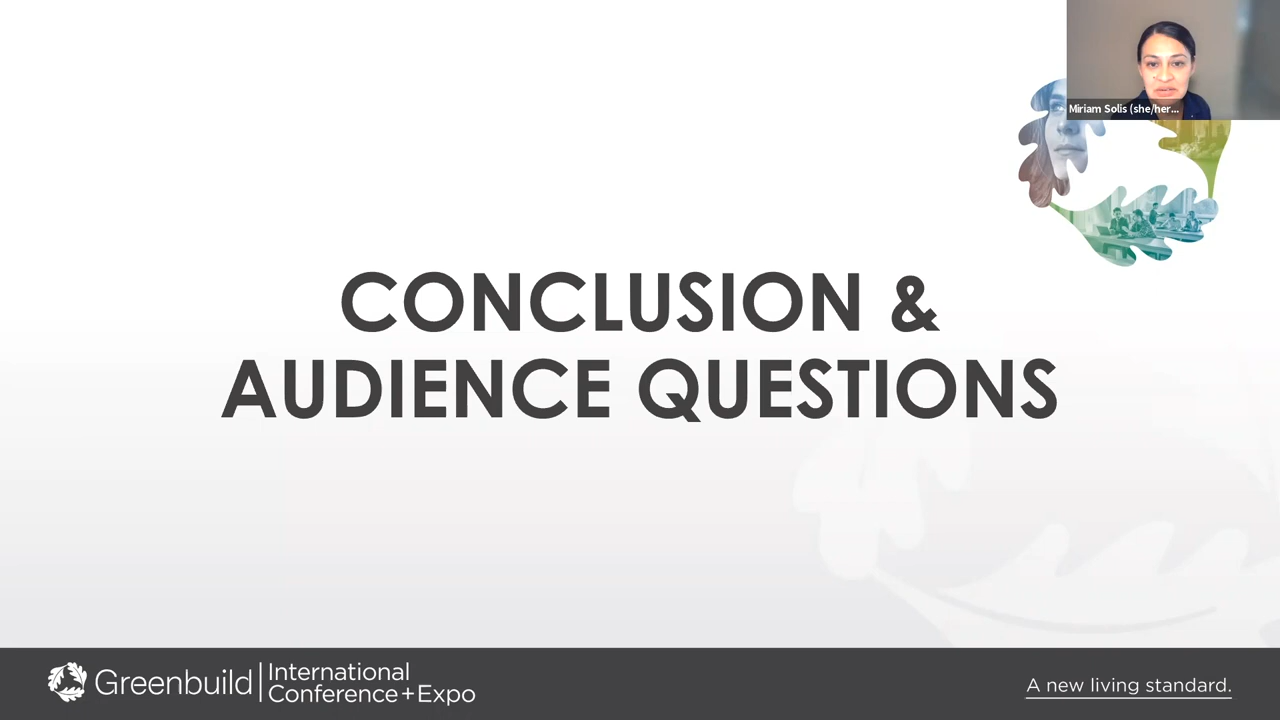 Miriam Solis (she/her...
CONCLUSION &
AUDIENCE QUESTIONS
Greenbuild
International
Conference+Expo
A new living standard.